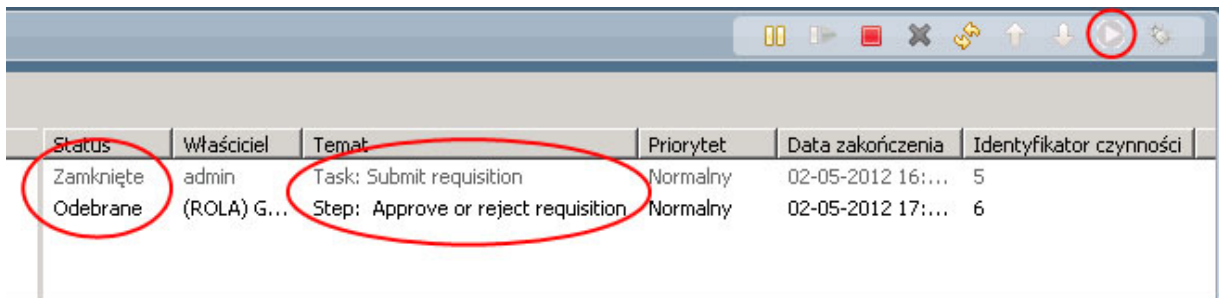 Status Właściciel Temat Priorytet Data zakończenia Identyfikator czynności
Zamknięte admin Task: Submit requisition Normalny 02-05-2012 16:... 5
Odebrane (ROLA) G... Step: Approve or reject requisition Normalny 02-05-2012 17:... 6